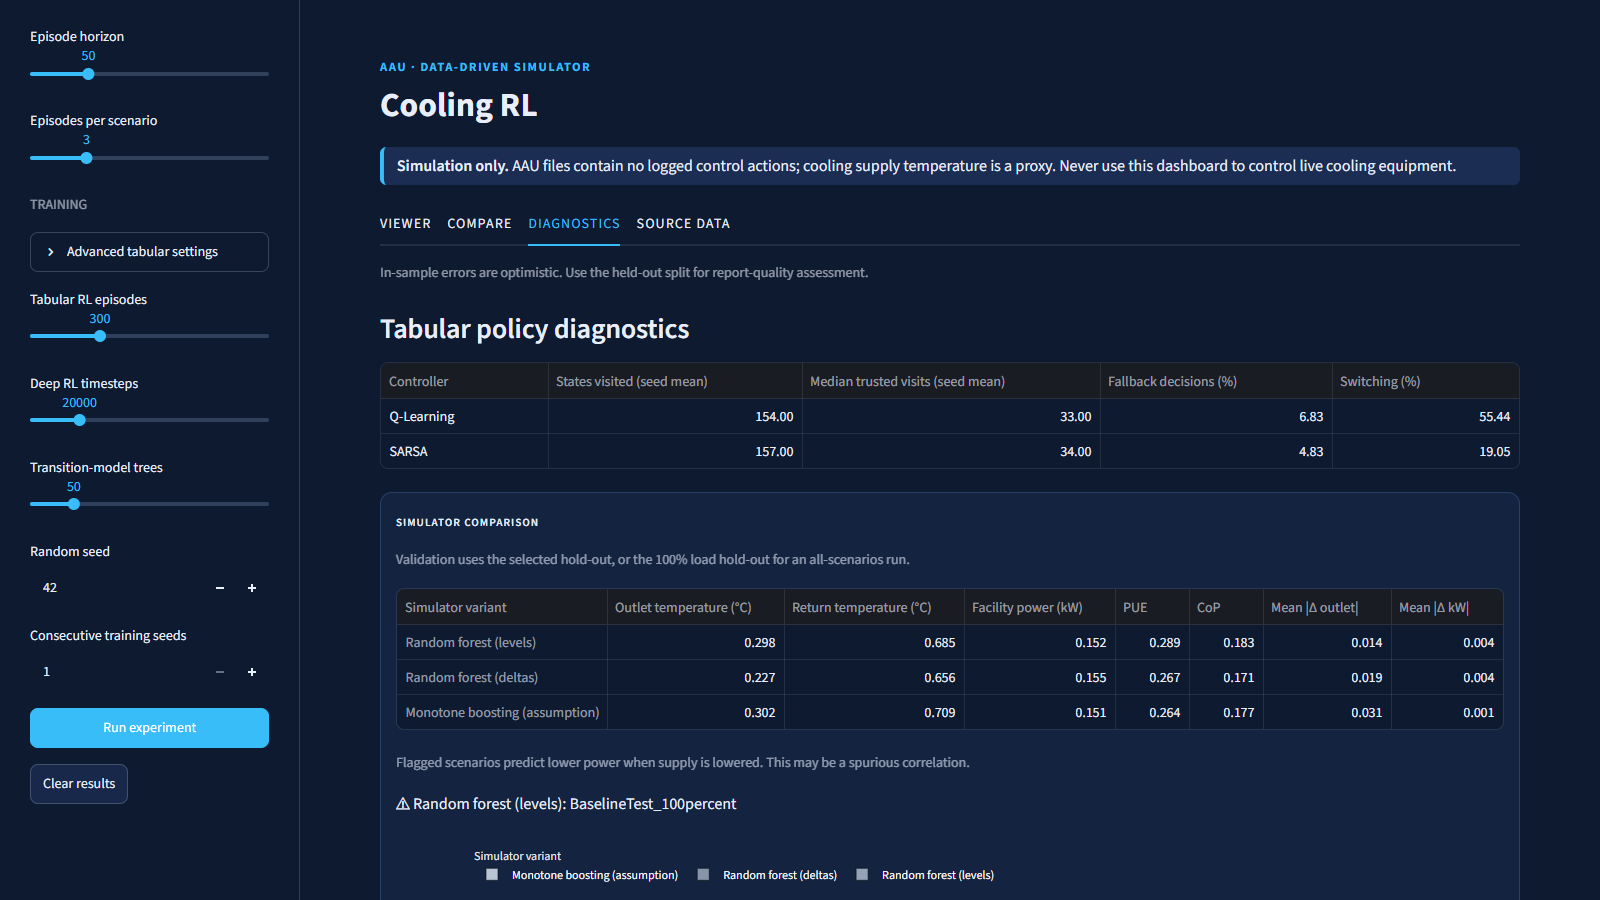 Episode horizon
50
Episodes per scenario
3
TRAINING
Advanced tabular settings
Tabular RL episodes
300
Deep RL timesteps
20000
Transition-model trees
50
Random seed
42
Consecutive training seeds
1
Run experiment
Clear results
AAU · DATA-DRIVEN SIMULATOR
Cooling RL
Simulation only. AAU files contain no logged control actions; cooling supply temperature is a proxy. Never use this dashboard to control live cooling equipment.
VIEWER COMPARE DIAGNOSTICS SOURCE DATA
In-sample errors are optimistic. Use the held-out split for report-quality assessment.
Tabular policy diagnostics
Controller States visited (seed mean) Median trusted visits (seed mean) Fallback decisions (%) Switching (%)
Q-Learning 154.00 33.00 6.83 55.44
SARSA 157.00 34.00 4.83 19.05
SIMULATOR COMPARISON
Validation uses the selected hold-out, or the 100% load hold-out for an all-scenarios run.
Simulator variant Outlet temperature (°C) Return temperature (°C) Facility power (kW) PUE CoP Mean |Δ outlet| Mean |Δ kW|
Random forest (levels) 0.298 0.685 0.152 0.289 0.183 0.014 0.004
Random forest (deltas) 0.227 0.656 0.155 0.267 0.171 0.019 0.004
Monotone boosting (assumption) 0.302 0.709 0.151 0.264 0.177 0.031 0.001
Flagged scenarios predict lower power when supply is lowered. This may be a spurious correlation.
⚠ Random forest (levels): BaselineTest_100percent
Simulator variant
Monotone boosting (assumption) Random forest (deltas) Random forest (levels)